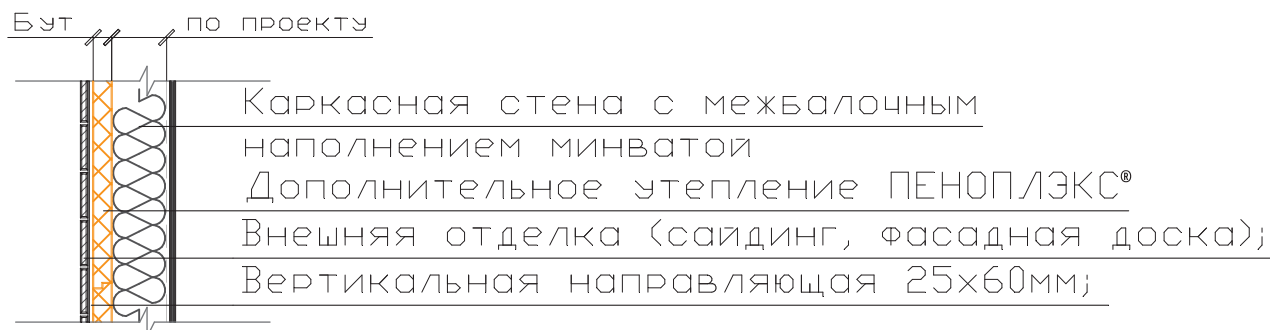 Бут по проекту
Каркасная стена с межбалочным
наполнением минватой
Дополнительное утепление ПЕНОПЛЭКС®
Внешняя отделка (сайдинг, фасадная доска);
Вертикальная направляющая 25х60мм;